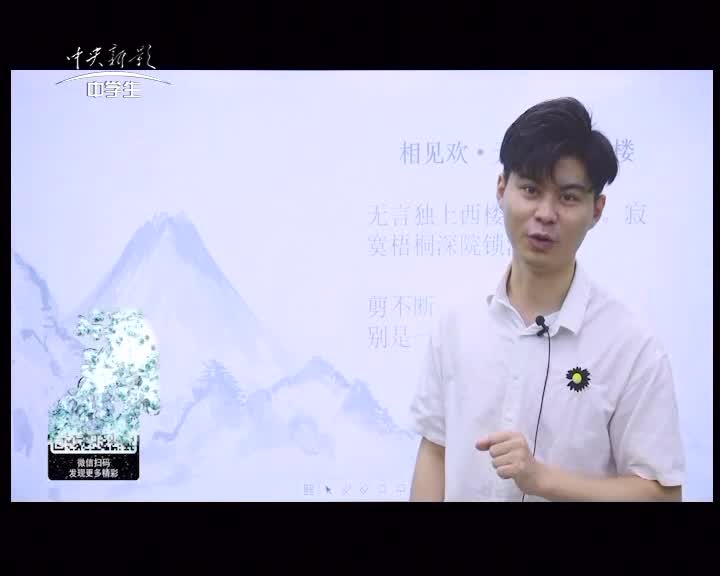 中央新影
中学生
相见欢·
楼
无言独上西楼
。寂
寞梧桐深院锁
剪不断
别是一
微信扫码
发现更多精彩